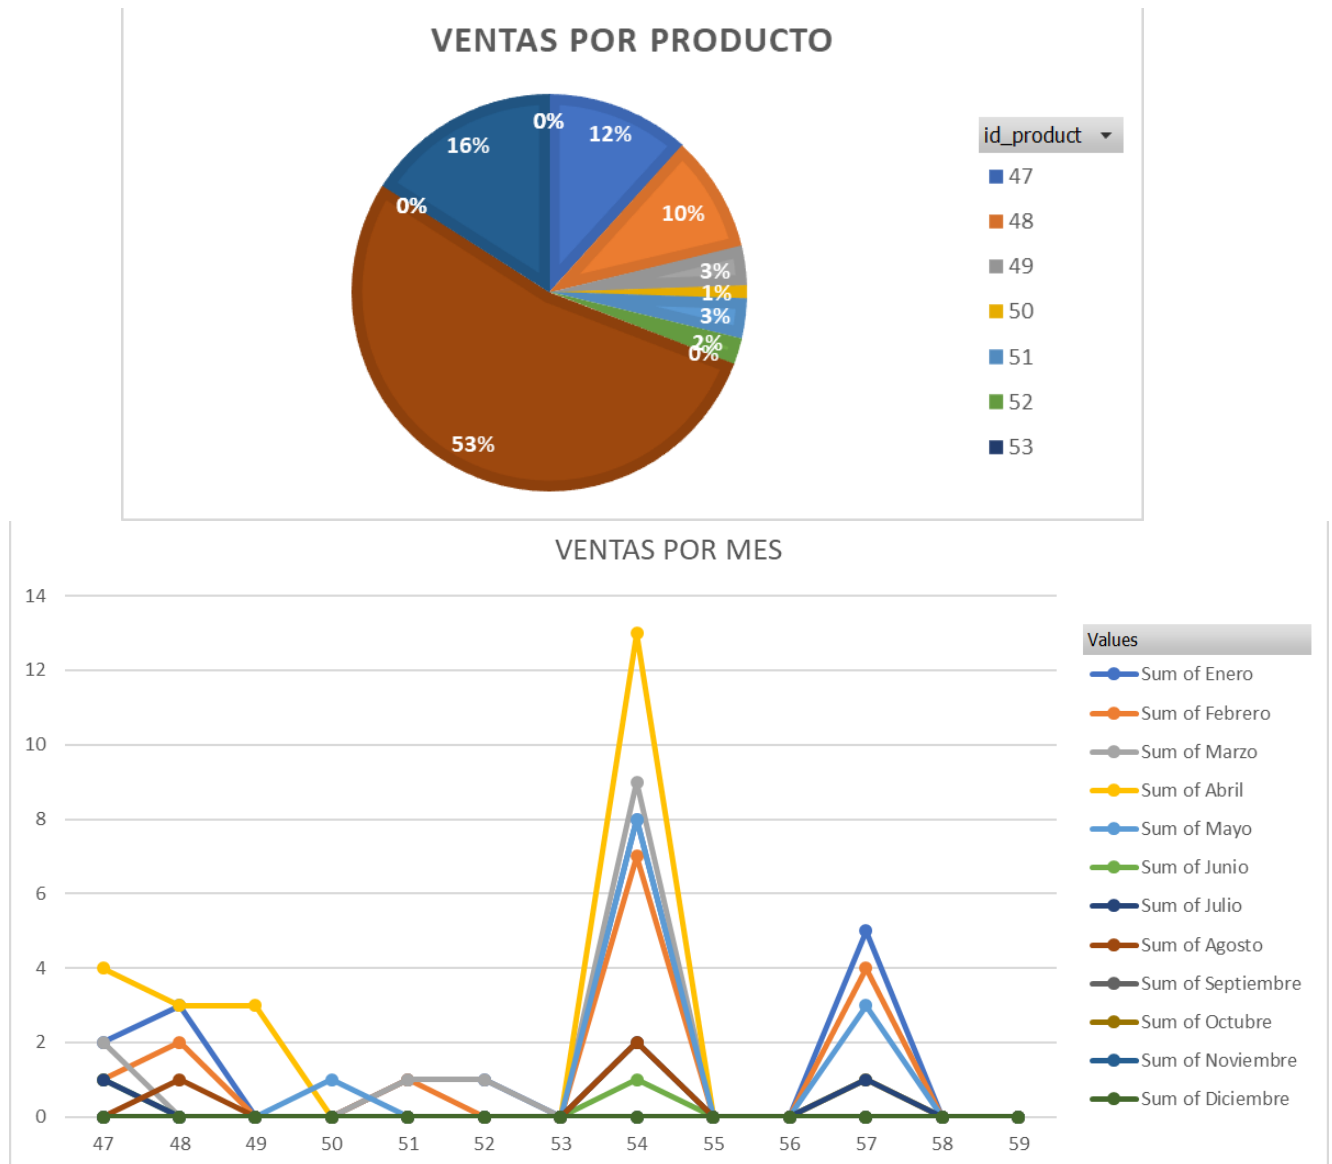 VENTAS POR PRODUCTO
0%
12%
16%
10%
0%
3%
1%
3%
2%
0%
53%
id_product
47
48
49
50
51
52
53
VENTAS POR MES
14
12
10
8
6
4
2
0
47 48 49 50 51 52 53 54 55 56 57 58 59
Values
Sum of Enero
Sum of Febrero
Sum of Marzo
Sum of Abril
Sum of Mayo
Sum of Junio
Sum of Julio
Sum of Agosto
Sum of Septiembre
Sum of Octubre
Sum of Noviembre
Sum of Diciembre